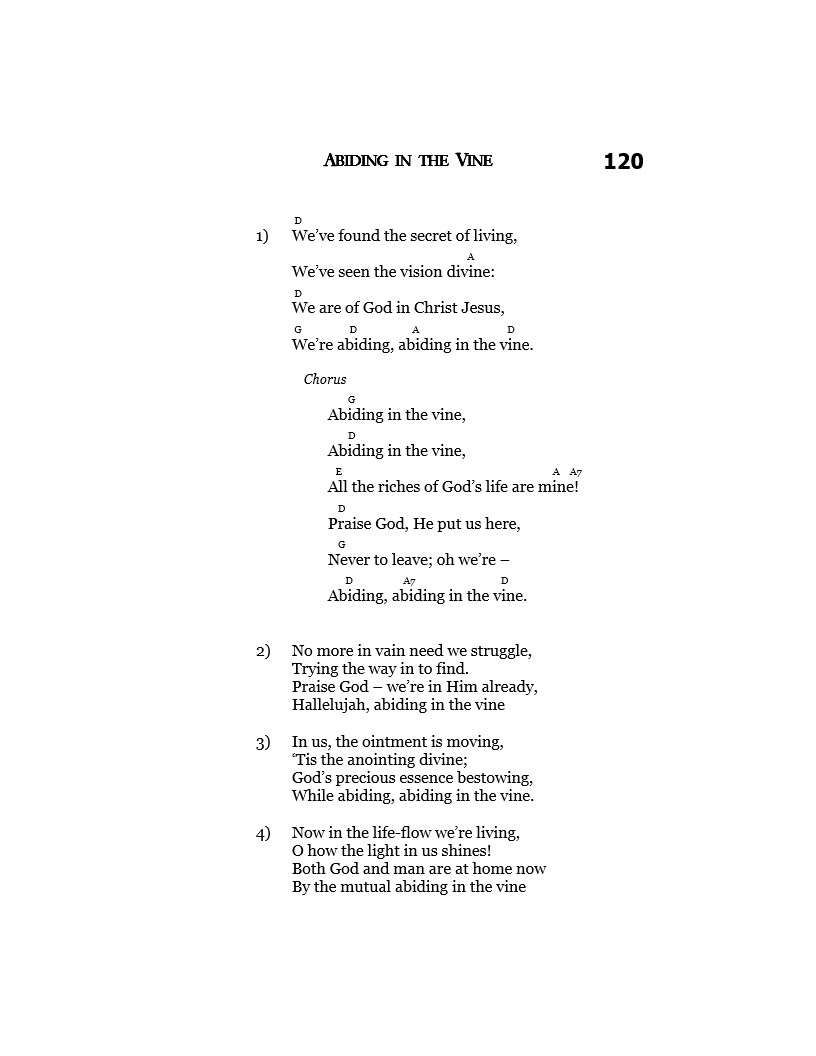 ABIDING IN THE VINE 120
D
1) We’ve found the secret of living,
A
We’ve seen the vision divine:
D
We are of God in Christ Jesus,
G D A D
We’re abiding, abiding in the vine.
Chorus
G
Abiding in the vine,
D
Abiding in the vine,
E A A7
All the riches of God’s life are mine!
D
Praise God, He put us here,
G
Never to leave; oh we’re –
D A7 D
Abiding, abiding in the vine.
2) No more in vain need we struggle,
Trying the way in to find.
Praise God – we’re in Him already,
Hallelujah, abiding in the vine
3) In us, the ointment is moving,
‘Tis the anointing divine;
God’s precious essence bestowing,
While abiding, abiding in the vine.
4) Now in the life-flow we’re living,
O how the light in us shines!
Both God and man are at home now
By the mutual abiding in the vine